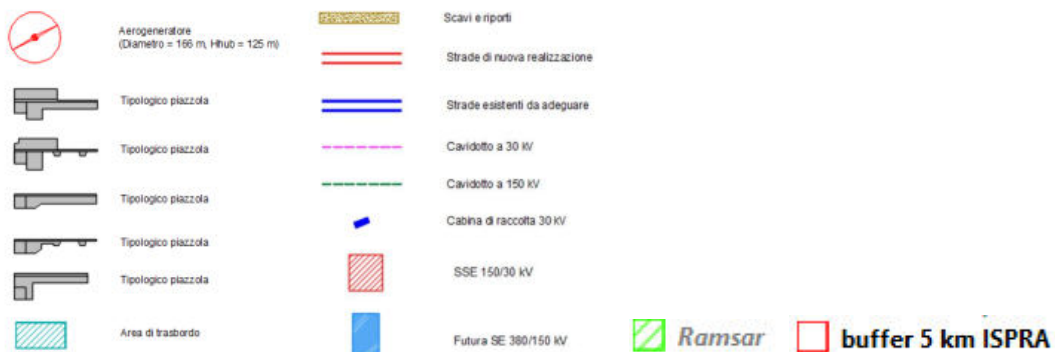 Aerogeneratore
(Diametro = 166 m, Hhub = 125 m)
Tipologico piazzola
Tipologico piazzola
Tipologico piazzola
Tipologico piazzola
Tipologico piazzola
Area di trasbordo
Scavi e riporti
Strade di nuova realizzazione
Strade esistenti da adeguare
Cavidotto a 30 kV
Cavidotto a 150 kV
Cabina di raccolta 30 kV
SSE 150/30 kV
Futura SE 380/150 kV
Ramsar
buffer 5 km ISPRA